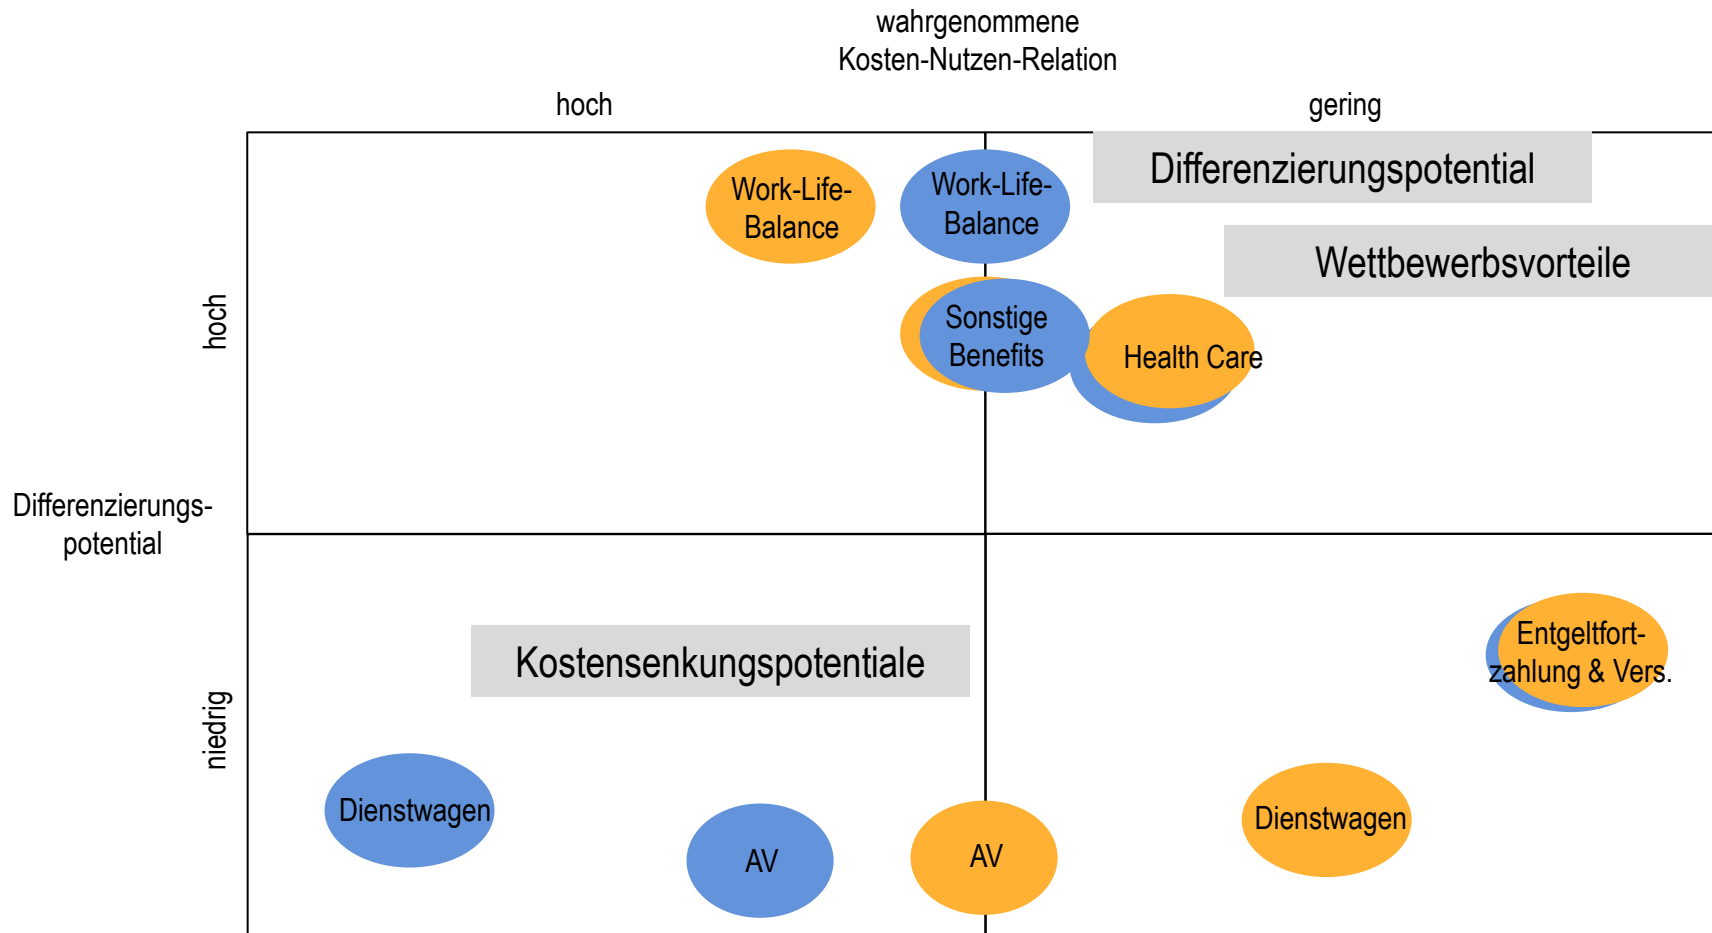 wahrgenommene
Kosten-Nutzen-Relation
hoch
gering
Differenzierungspotential
Work-Life-
Balance
Work-Life-
Balance
Wettbewerbsvorteile
hoch
Sonstige
Benefits
Health Care
Differenzierungs-
potential
Kostensenkungspotentiale
Entgeltfort-
zahlung & Vers.
niedrig
Dienstwagen
Dienstwagen
AV
AV